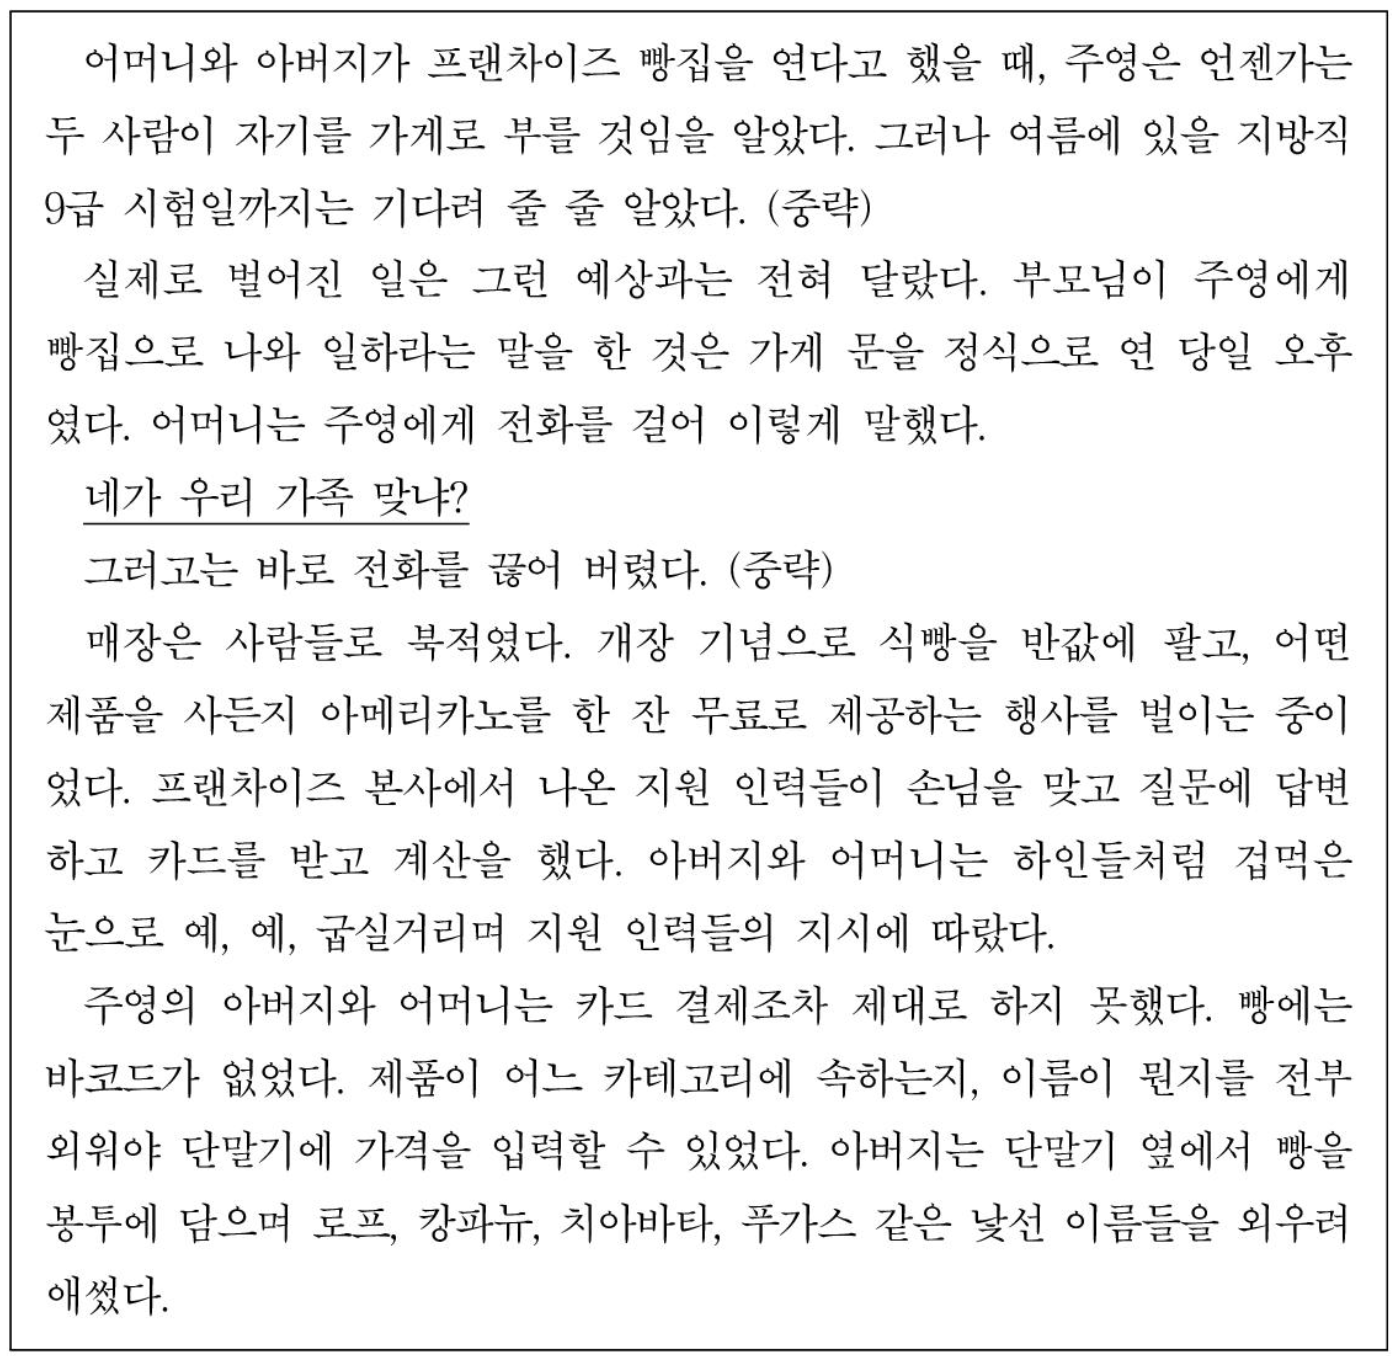 어머니와 아버지가 프랜차이즈 빵집을 연다고 했을 때, 주영은 언젠가는
두 사람이 자기를 가게로 부를 것임을 알았다. 그러나 여름에 있을 지방직
9급 시험일까지는 기다려 줄 줄 알았다. (중략)
실제로 벌어진 일은 그런 예상과는 전혀 달랐다. 부모님이 주영에게
빵집으로 나와 일하라는 말을 한 것은 가게 문을 정식으로 연 당일 오후
였다. 어머니는 주영에게 전화를 걸어 이렇게 말했다.
네가 우리 가족 맞냐?
그러고는 바로 전화를 끊어 버렸다. (중략)
매장은 사람들로 북적였다. 개장 기념으로 식빵을 반값에 팔고, 어떤
제품을 사든지 아메리카노를 한 잔 무료로 제공하는 행사를 벌이는 중이
었다. 프랜차이즈 본사에서 나온 지원 인력들이 손님을 맞고 질문에 답변
하고 카드를 받고 계산을 했다. 아버지와 어머니는 하인들처럼 겁먹은
눈으로 예, 예, 굽실거리며 지원 인력들의 지시에 따랐다.
주영의 아버지와 어머니는 카드 결제조차 제대로 하지 못했다. 빵에는
바코드가 없었다. 제품이 어느 카테고리에 속하는지, 이름이 뭔지를 전부
외워야 단말기에 가격을 입력할 수 있었다. 아버지는 단말기 옆에서 빵을
봉투에 담으며 로프, 캉파뉴, 치아바타, 푸가스 같은 낯선 이름들을 외우려
애썼다.